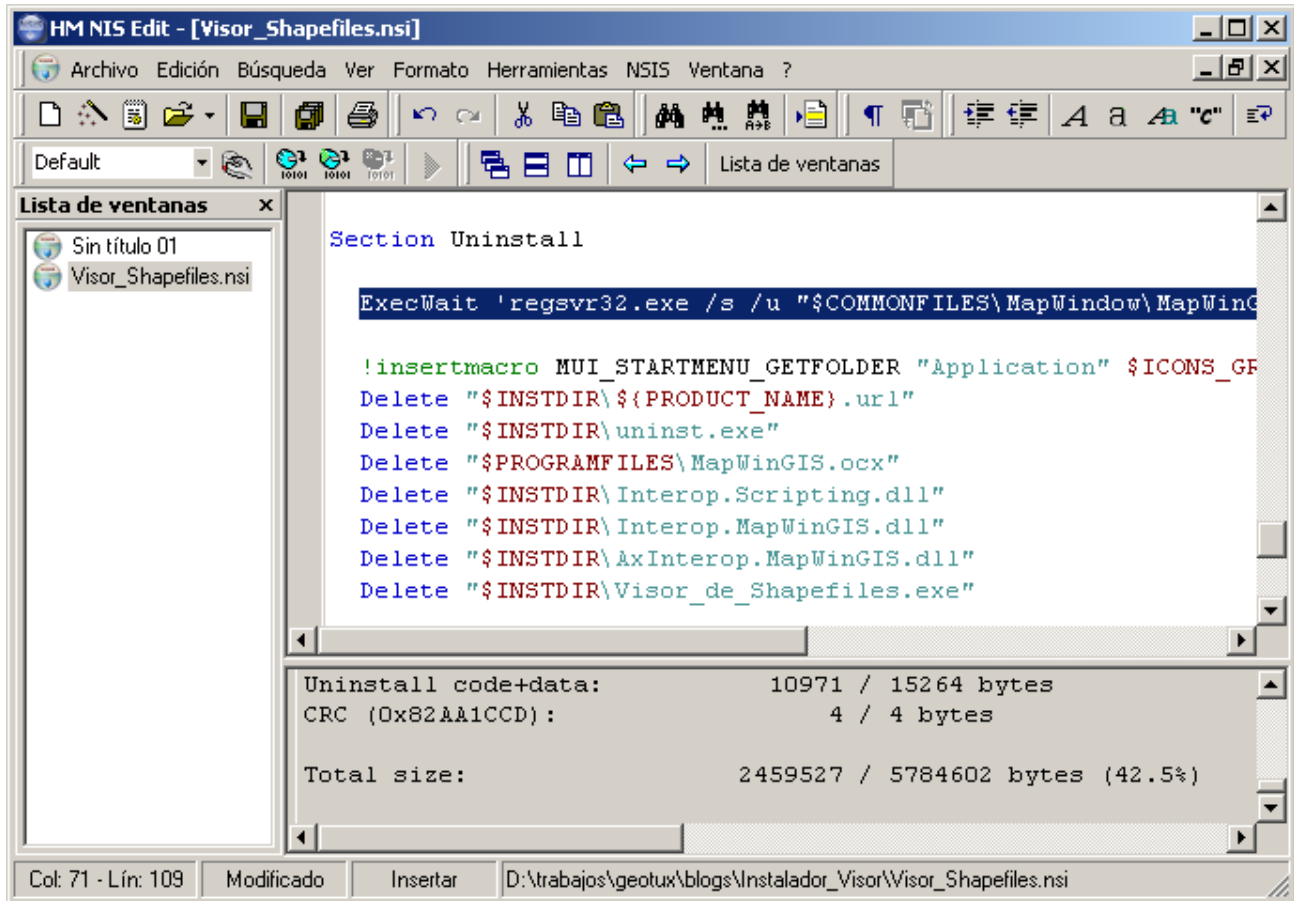 HM NIS Edit - [Visor_Shapefiles.nsi]
Archivo Edición Búsqueda Ver Formato Herramientas NSIS Ventana ?
A→B A a Aa "c"
Default 10101 10101 10101 Lista de ventanas
Lista de ventanas x
Sin título 01
Visor_Shapefiles.nsi
Section Uninstall
ExecWait 'regsvr32.exe /s /u "$COMMONFILES\MapWindow\MapWinG
!insertmacro MUI_STARTMENU_GETFOLDER "Application" $ICONS_GR
Delete "$INSTDIR\${PRODUCT_NAME}.url"
Delete "$INSTDIR\uninst.exe"
Delete "$PROGRAMFILES\MapWinGIS.ocx"
Delete "$INSTDIR\Interop.Scripting.dll"
Delete "$INSTDIR\Interop.MapWinGIS.dll"
Delete "$INSTDIR\AxInterop.MapWinGIS.dll"
Delete "$INSTDIR\Visor_de_Shapefiles.exe"
Uninstall code+data: 10971 / 15264 bytes
CRC (0x82AA1CCD): 4 / 4 bytes
Total size: 2459527 / 5784602 bytes (42.5%)
Col: 71 - Lín: 109 Modificado Insertar D:\trabajos\geotux\blogs\Instalador_Visor\Visor_Shapefiles.nsi